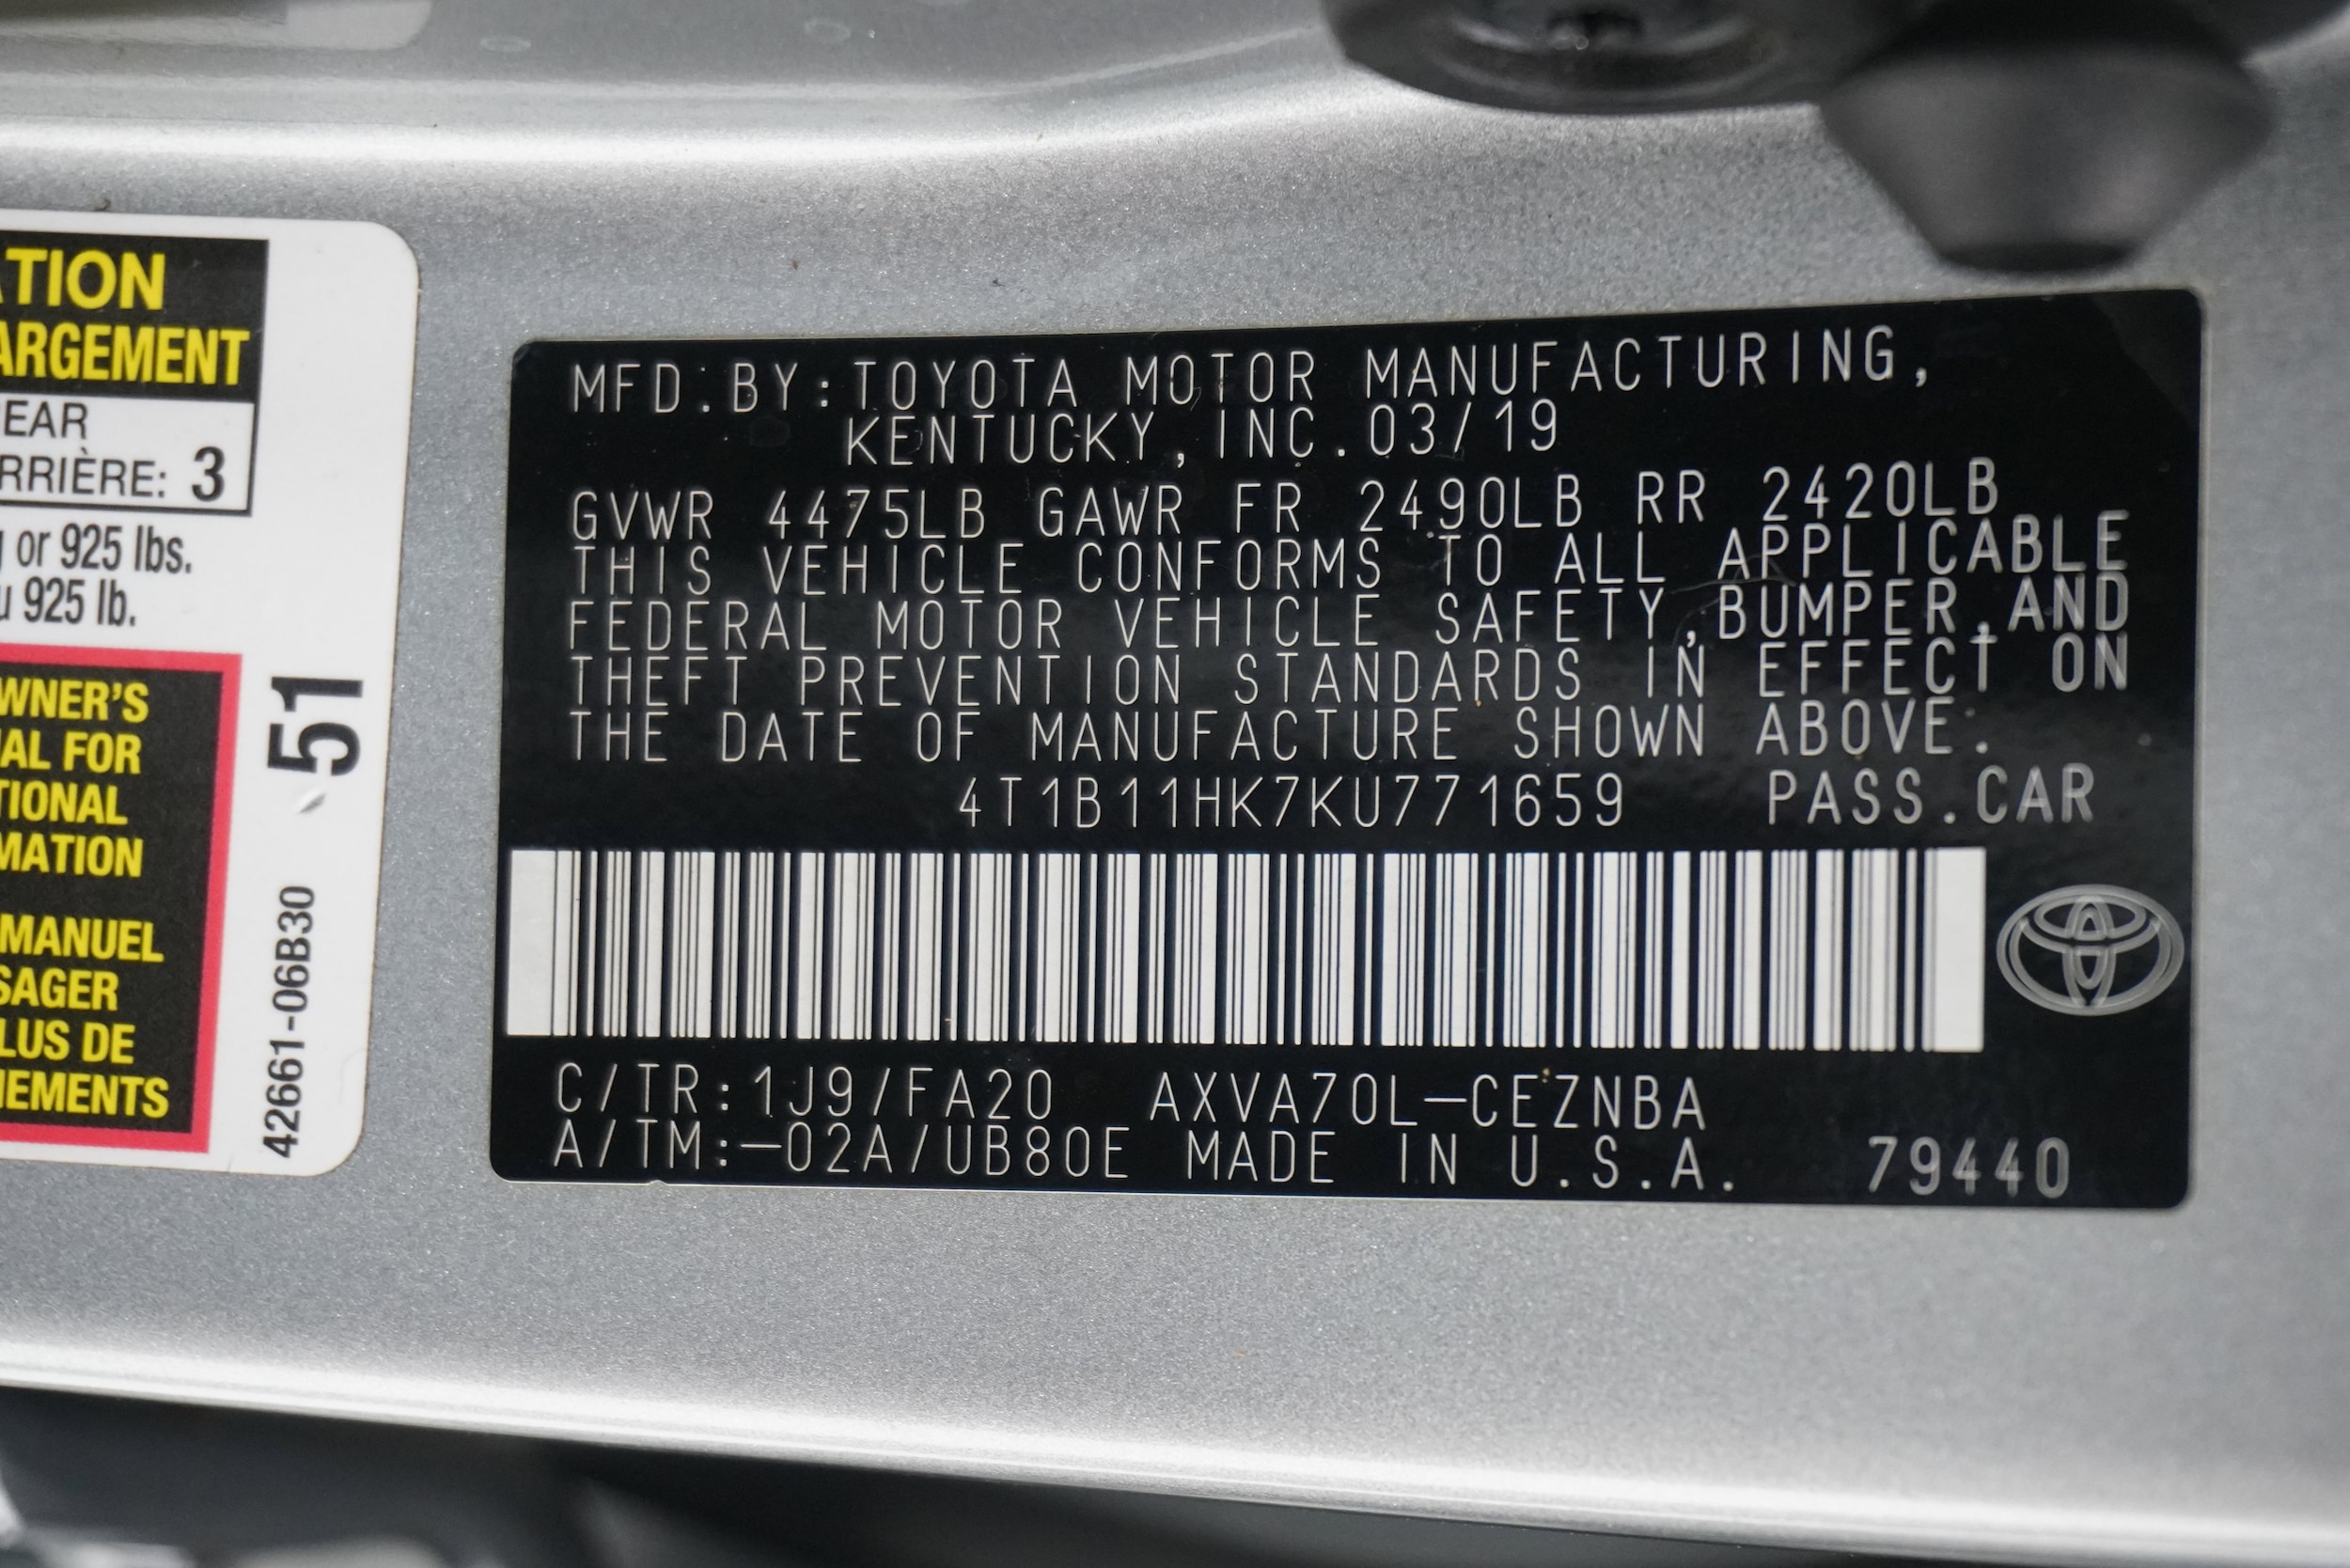 TION
ARGEMENT
EAR
RRIÈRE: 3
or 925 lbs.
925 lb.
WNER'S
AL FOR
TIONAL
MATION
MANUEL
SAGER
LUS DE
NEMENTS
51
42661-06B30
MFD.BY:TOYOTA MOTOR MANUFACTURING,
KENTUCKY, INC.03/19
GVWR 4475LB GAWR FR 2490LB RR 2420LB
THIS VEHICLE CONFORMS TO ALL APPLICABLE
FEDERAL MOTOR VEHICLE SAFETY,BUMPER,AND
THEFT PREVENTION STANDARDS IN EFFECT ON
THE DATE OF MANUFACTURE SHOWN ABOVE.
4T1B11HK7KU771659 PASS.CAR
C/TR:1J9/FA20 AXVA70L-CEZNBA
A/TM:-02A/UB80E MADE IN U.S.A. 79440